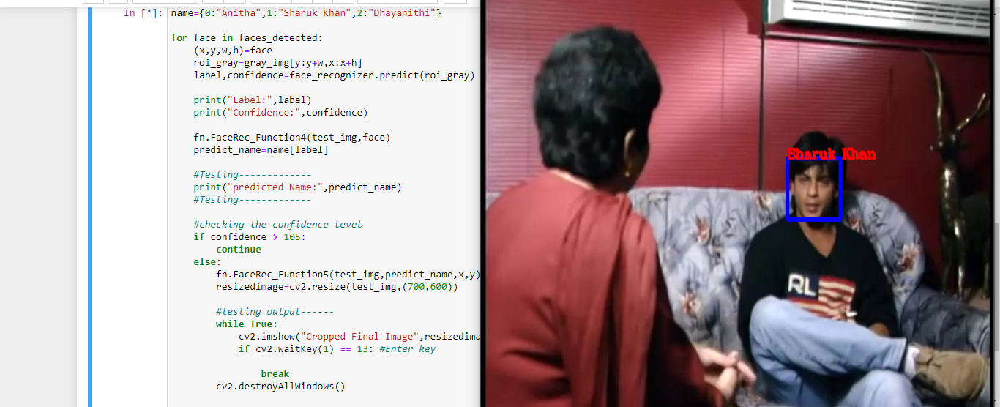 In [*]: name={0:"Anitha",1:"Sharuk Khan",2:"Dhayanithi"}
for face in faces_detected:
(x,y,w,h)=face
roi_gray=gray_img[y:y+w,x:x+h]
label,confidence=face_recognizer.predict(roi_gray)
print("Label:",label)
print("Confidence:",confidence)
fn.FaceRec_Function4(test_img,face)
predict_name=name[label]
#Testing-------------
print("predicted Name:",predict_name)
#Testing-------------
#checking the confidence level
if confidence > 105:
continue
else:
fn.FaceRec_Function5(test_img,predict_name,x,y)
resizedimage=cv2.resize(test_img,(700,600))
#testing output------
while True:
cv2.imshow("Cropped Final Image",resizedima
if cv2.waitKey(1) == 13: #Enter key
break
cv2.destroyAllWindows()
Sharuk Khan
RL